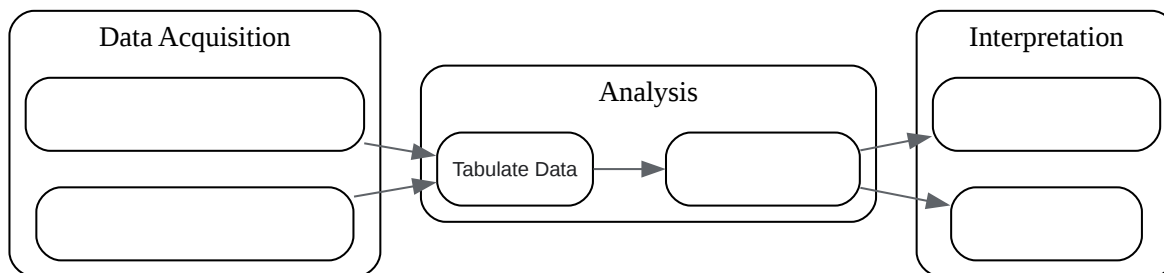 Data Acquisition
Analysis
Tabulate Data
Interpretation